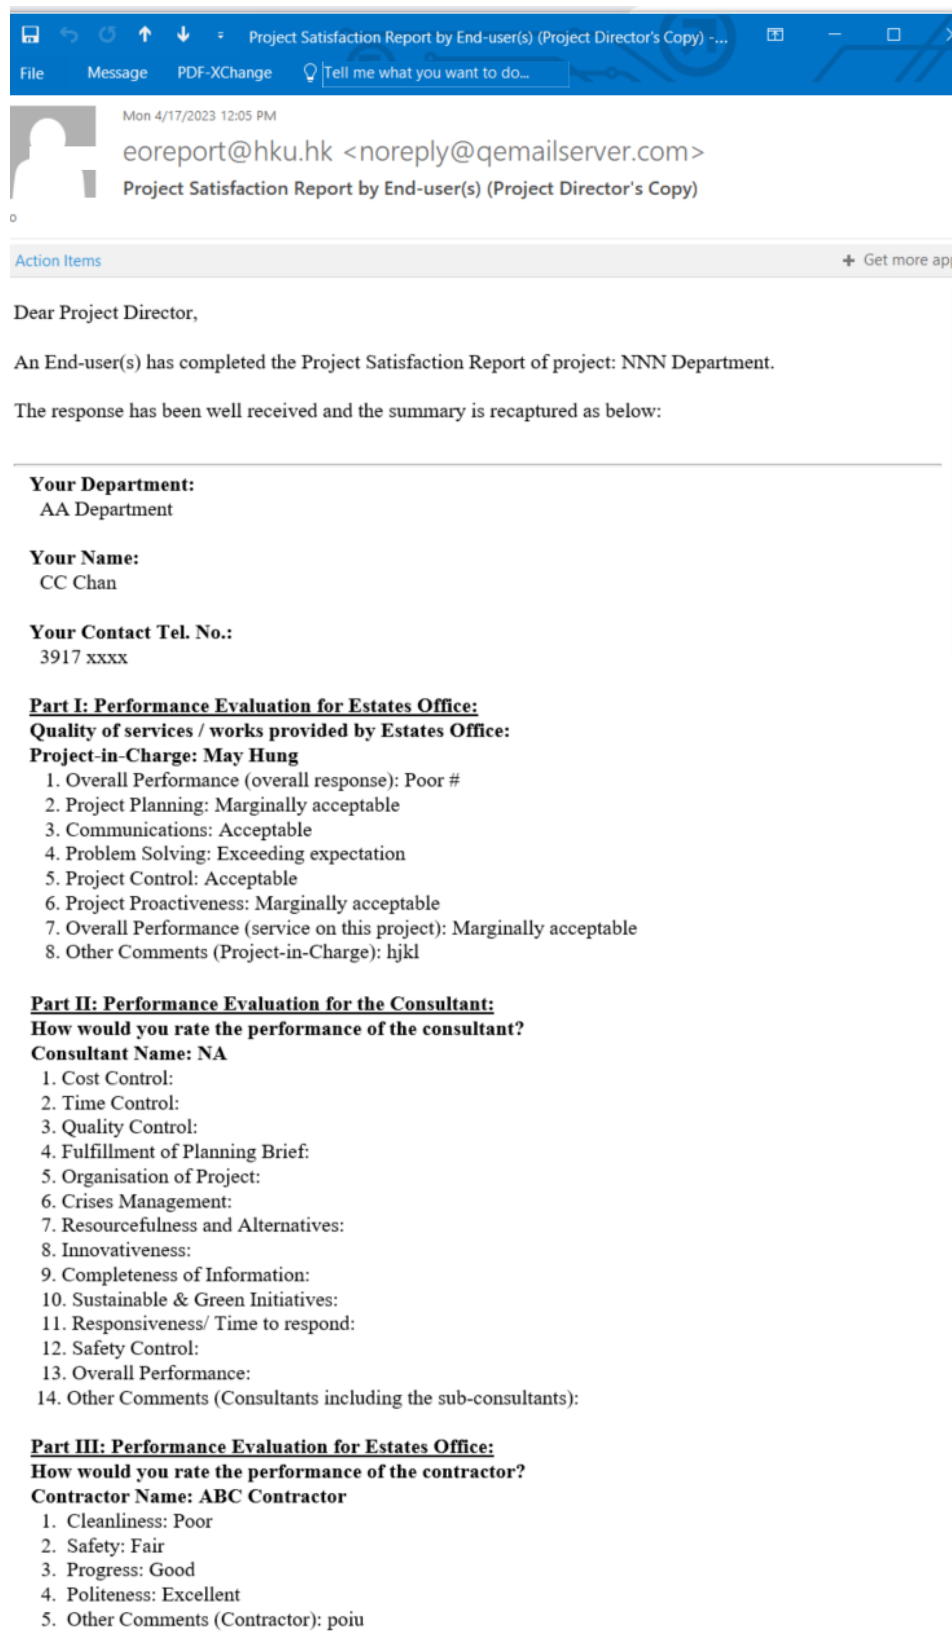 Project Satisfaction Report by End-user(s) (Project Director's Copy) -...
File Message PDF-XChange Tell me what you want to do...
Mon 4/17/2023 12:05 PM
eoreport@hku.hk <noreply@qemailserver.com>
Project Satisfaction Report by End-user(s) (Project Director's Copy)
Action Items + Get more
Dear Project Director,
An End-user(s) has completed the Project Satisfaction Report of project: NNN Department.
The response has been well received and the summary is recaptured as below:
Your Department:
AA Department
Your Name:
CC Chan
Your Contact Tel. No.:
3917 xxxx
Part I: Performance Evaluation for Estates Office:
Quality of services / works provided by Estates Office:
Project-in-Charge: May Hung
1. Overall Performance (overall response): Poor #
2. Project Planning: Marginally acceptable
3. Communications: Acceptable
4. Problem Solving: Exceeding expectation
5. Project Control: Acceptable
6. Project Proactiveness: Marginally acceptable
7. Overall Performance (service on this project): Marginally acceptable
8. Other Comments (Project-in-Charge): hjkl
Part II: Performance Evaluation for the Consultant:
How would you rate the performance of the consultant?
Consultant Name: NA
1. Cost Control:
2. Time Control:
3. Quality Control:
4. Fulfillment of Planning Brief:
5. Organisation of Project:
6. Crises Management:
7. Resourcefulness and Alternatives:
8. Innovativeness:
9. Completeness of Information:
10. Sustainable & Green Initiatives:
11. Responsiveness/ Time to respond:
12. Safety Control:
13. Overall Performance:
14. Other Comments (Consultants including the sub-consultants):
Part III: Performance Evaluation for Estates Office:
How would you rate the performance of the contractor?
Contractor Name: ABC Contractor
1. Cleanliness: Poor
2. Safety: Fair
3. Progress: Good
4. Politeness: Excellent
5. Other Comments (Contractor): poiu